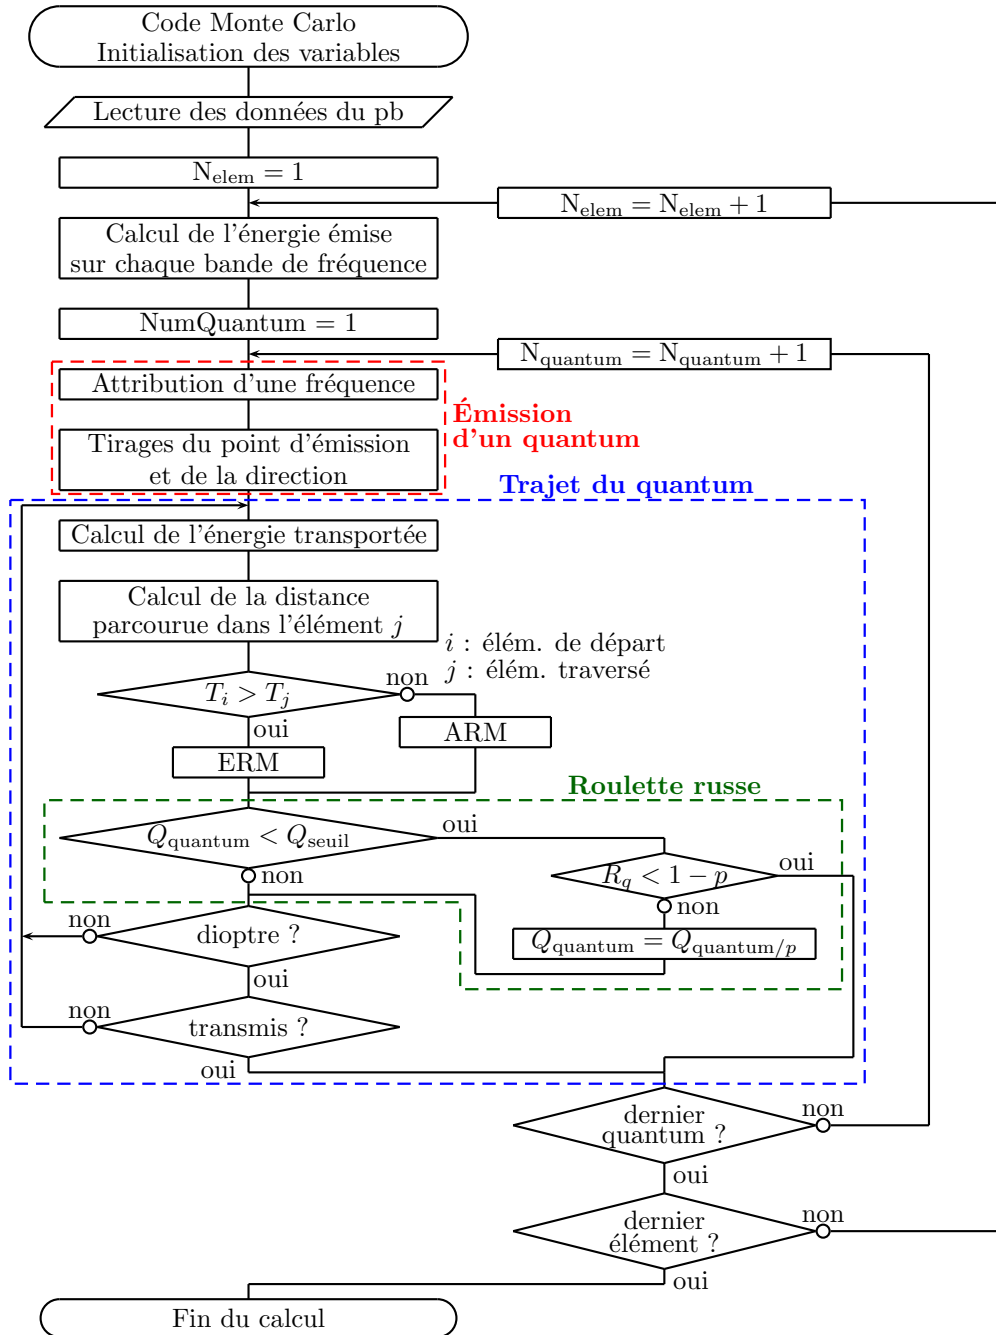 Code Monte Carlo
Initialisation des variables
Lecture des données du pb
N_elem = 1
N_elem = N_elem + 1
Calcul de l'énergie émise
sur chaque bande de fréquence
NumQuantum = 1
N_quantum = N_quantum + 1
Attribution d'une fréquence
Émission
d'un quantum
Tirages du point d'émission
et de la direction
Trajet du quantum
Calcul de l'énergie transportée
Calcul de la distance
parcourue dans l'élément j
i : élém. de départ
j : élém. traversé
T_i > T_j
non
oui
ARM
ERM
Roulette russe
Q_quantum < Q_seuil
oui
non
R_q < 1 − p
oui
non
Q_quantum = Q_quantum/p
dioptre ?
non
oui
transmis ?
non
oui
dernier
quantum ?
non
oui
dernier
élément ?
non
oui
Fin du calcul